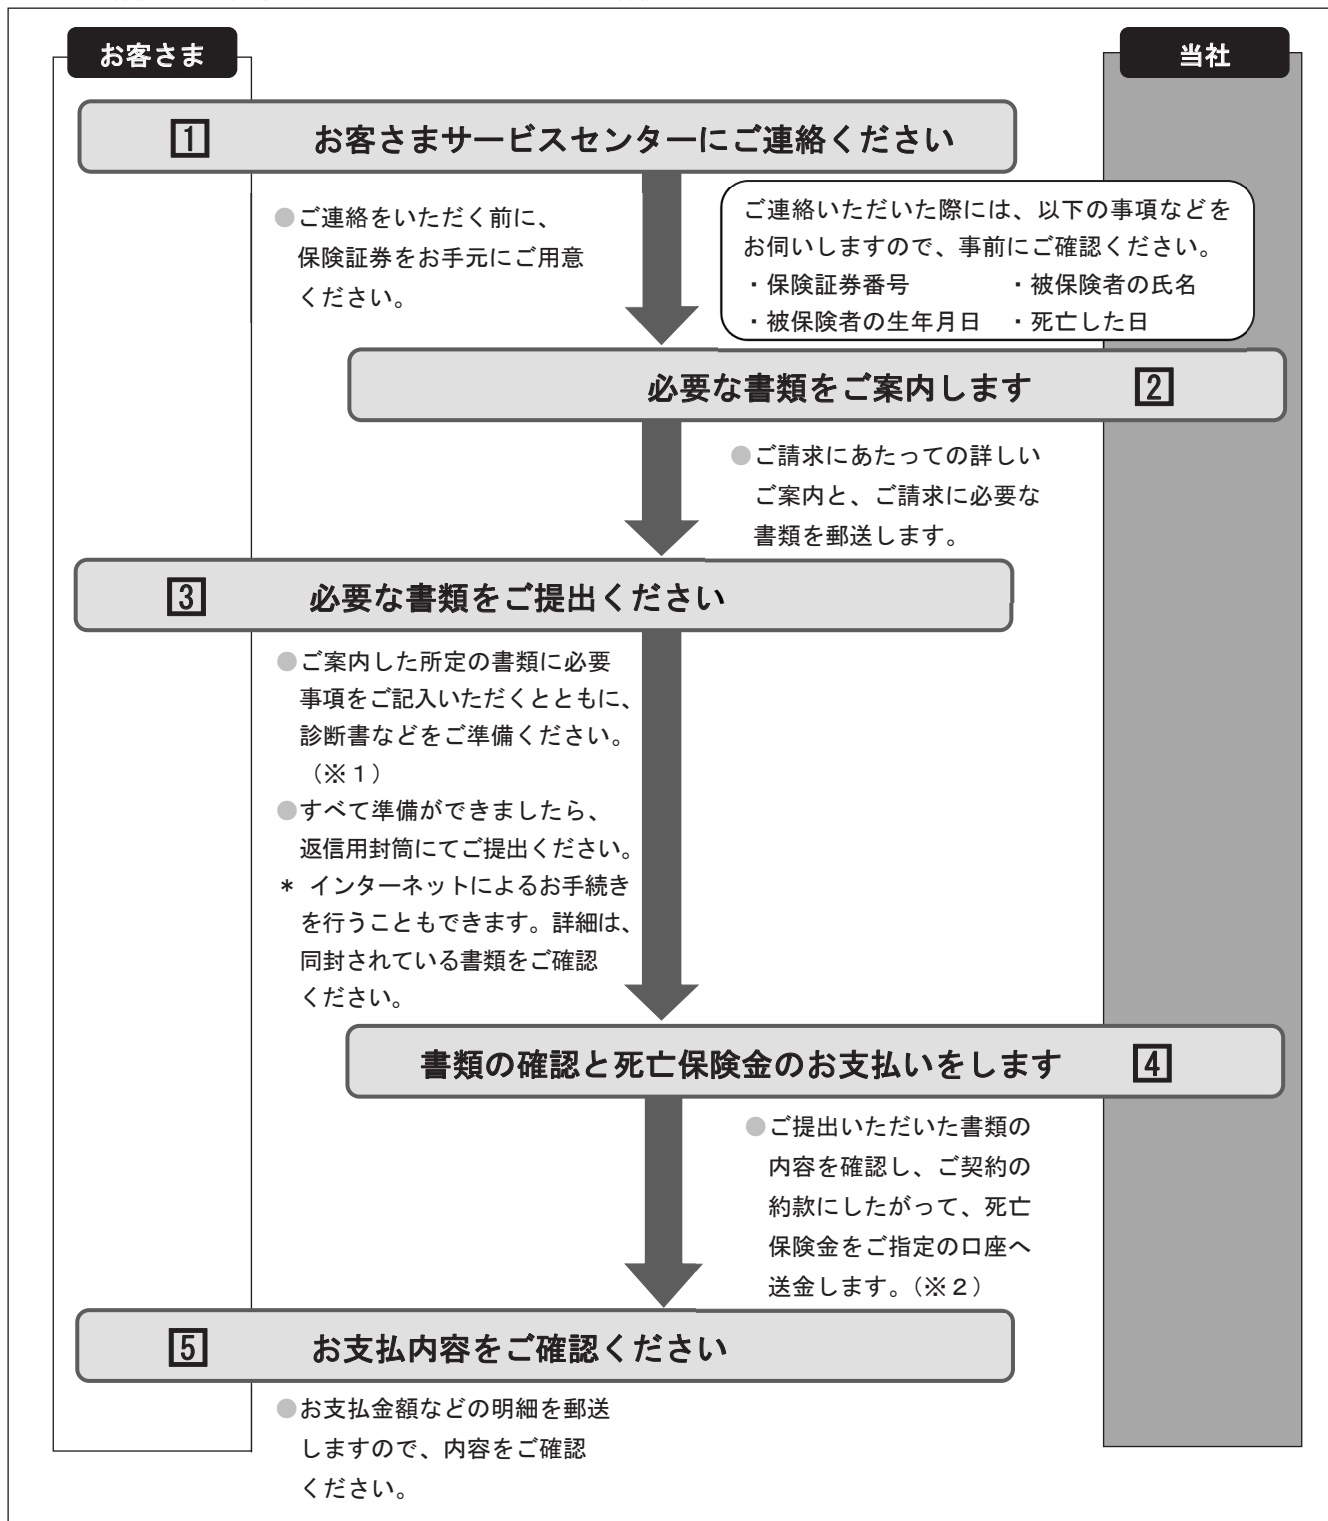 お客さま
当社
1 お客さまサービスセンターにご連絡ください
●ご連絡をいただく前に、
保険証券をお手元にご用意
ください。
ご連絡いただいた際には、以下の事項などを
お伺いしますので、事前にご確認ください。
・保険証券番号 ・被保険者の氏名
・被保険者の生年月日 ・死亡した日
必要な書類をご案内します 2
●ご請求にあたっての詳しい
ご案内と、ご請求に必要な
書類を郵送します。
3 必要な書類をご提出ください
●ご案内した所定の書類に必要
事項をご記入いただくとともに、
診断書などをご準備ください。
（※１）
●すべて準備ができましたら、
返信用封筒にてご提出ください。
* インターネットによるお手続き
を行うこともできます。詳細は、
同封されている書類をご確認
ください。
書類の確認と死亡保険金のお支払いをします 4
●ご提出いただいた書類の
内容を確認し、ご契約の
約款にしたがって、死亡
保険金をご指定の口座へ
送金します。（※２）
5 お支払内容をご確認ください
●お支払金額などの明細を郵送
しますので、内容をご確認
ください。